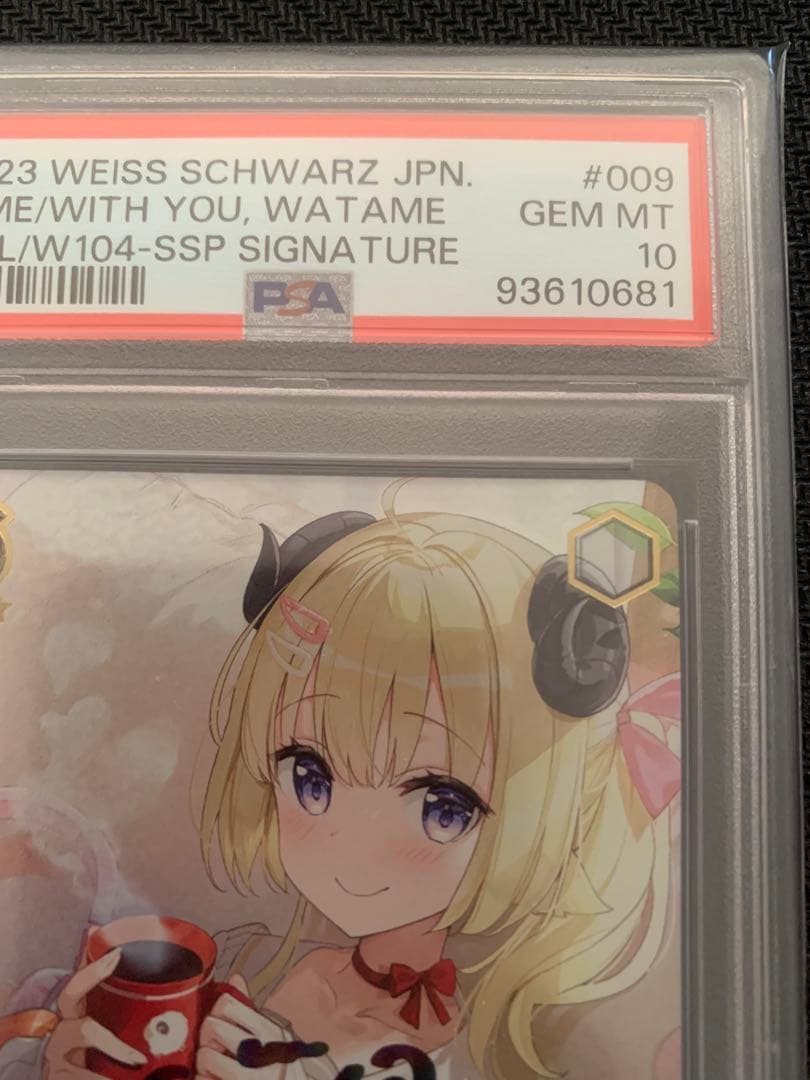 23 WEISS SCHWARZ JPN. #009
ME/WITH YOU, WATAME GEM MT
L/W104-SSP SIGNATURE 10
PSA 93610681